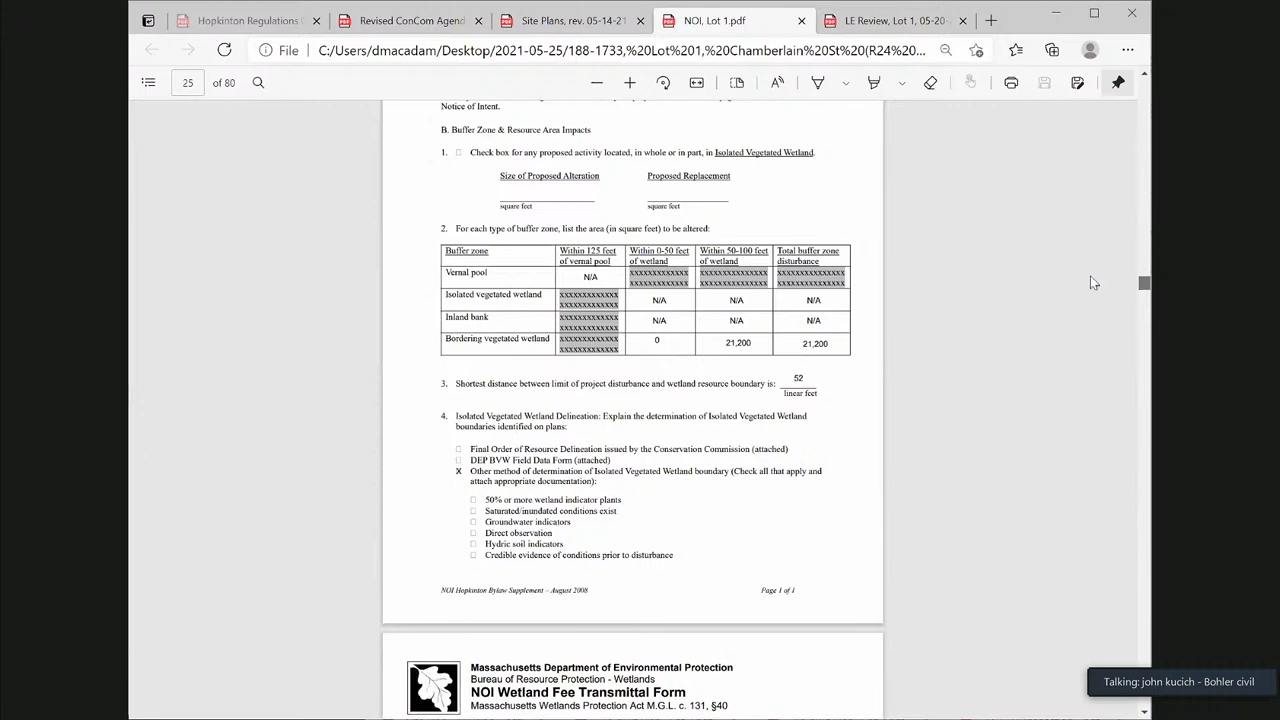 Hopkinton Regulations
Revised ConCom Agend
Site Plans, rev. 05-14-21
NOI, Lot 1.pdf
LE Review, Lot 1, 05-20-
File
C:/Users/dmacadam/Desktop/2021-05-25/188-1733,%20Lot%201,%20Chamberlain%20St%20(R24%20...
25 of 80
Notice of Intent.
B. Buffer Zone & Resource Area Impacts
1. Check box for any proposed activity located, in whole or in part, in Isolated Vegetated Wetland.
Size of Proposed Alteration Proposed Replacement
square feet square feet
2. For each type of buffer zone, list the area (in square feet) to be altered:
Buffer zone Within 125 feet Within 0-50 feet Within 50-100 feet Total buffer zone
of vernal pool of wetland of wetland disturbance
Vernal pool N/A xxxxxxxxxxxxx xxxxxxxxxxxxxx xxxxxxxxxxxxxx
xxxxxxxxxxxxx xxxxxxxxxxxxxx xxxxxxxxxxxxxx
Isolated vegetated wetland xxxxxxxxxxxxx N/A N/A N/A
xxxxxxxxxxxxx
Inland bank xxxxxxxxxxxxx N/A N/A N/A
xxxxxxxxxxxxx
Bordering vegetated wetland xxxxxxxxxxxxx 0 21,200 21,200
xxxxxxxxxxxxx
3. Shortest distance between limit of project disturbance and wetland resource boundary is: 52
linear feet
4. Isolated Vegetated Wetland Delineation: Explain the determination of Isolated Vegetated Wetland
boundaries identified on plans:
Final Order of Resource Delineation issued by the Conservation Commission (attached)
DEP BVW Field Data Form (attached)
X Other method of determination of Isolated Vegetated Wetland boundary (Check all that apply and
attach appropriate documentation):
50% or more wetland indicator plants
Saturated/inundated conditions exist
Groundwater indicators
Direct observation
Hydric soil indicators
Credible evidence of conditions prior to disturbance
NOI Hopkinton Bylaw Supplement – August 2008 Page 1 of 1
Massachusetts Department of Environmental Protection
Bureau of Resource Protection - Wetlands
NOI Wetland Fee Transmittal Form
Massachusetts Wetlands Protection Act M.G.L. c. 131, §40
Talking: john kucich - Bohler civil